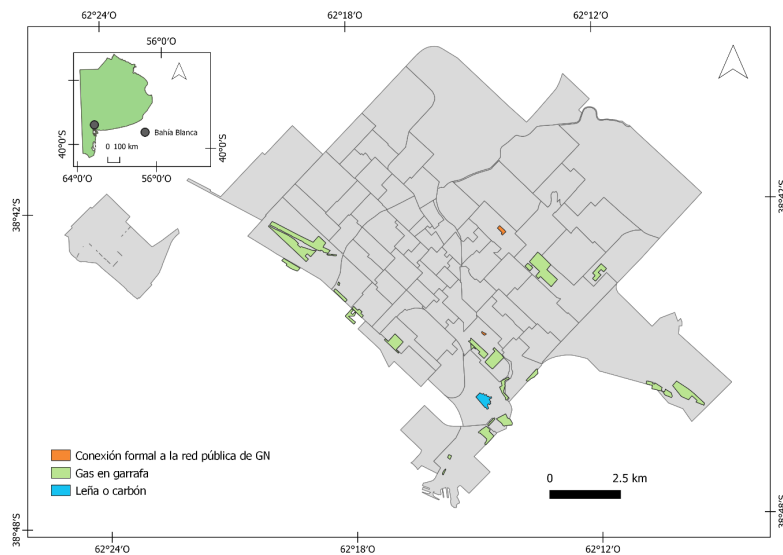 62°24'O
62°18'O
62°12'O
56°0'O
Bahía Blanca
0 100 km
40°0'S
40°0'S
64°0'O
56°0'O
38°42'S
38°42'S
Conexión formal a la red pública de GN
Gas en garrafa
Leña o carbón
0 2.5 km
38°48'S
38°48'S
62°24'O
62°18'O
62°12'O